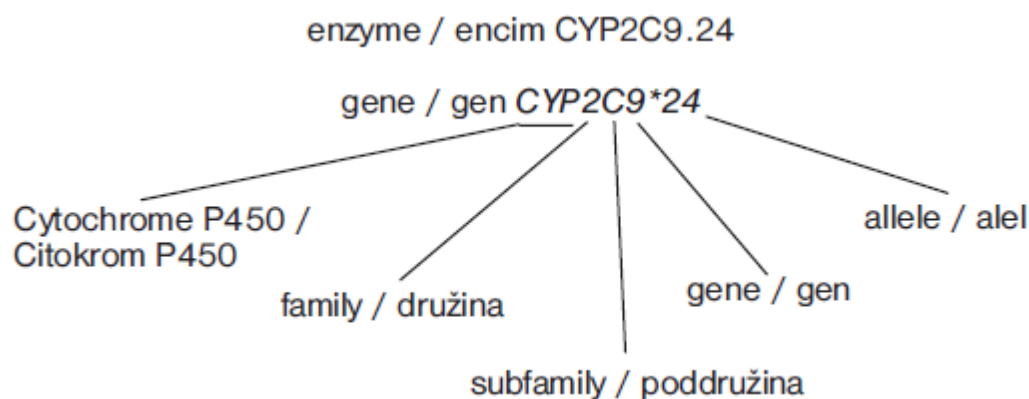 enzyme / encim CYP2C9.24
gene / gen CYP2C9*24
Cytochrome P450 /
Citokrom P450
allele / alel
gene / gen
family / družina
subfamily / poddružina